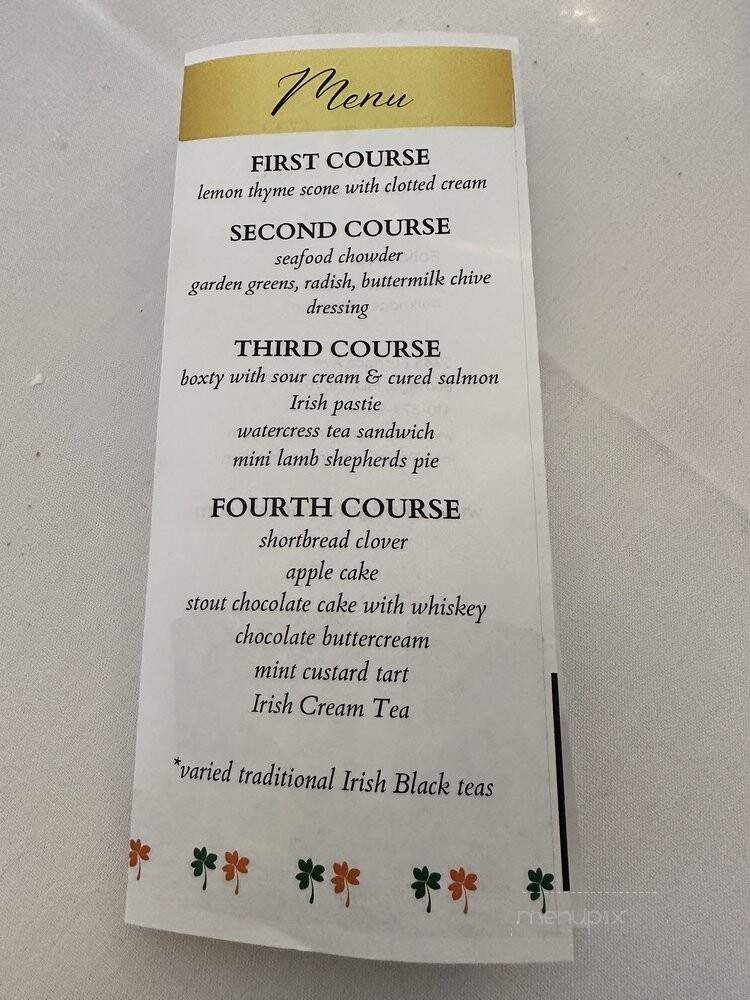 Menu
FIRST COURSE
lemon thyme scone with clotted cream
SECOND COURSE
seafood chowder
garden greens, radish, buttermilk chive
dressing
THIRD COURSE
boxty with sour cream & cured salmon
Irish pastie
watercress tea sandwich
mini lamb shepherds pie
FOURTH COURSE
shortbread clover
apple cake
stout chocolate cake with whiskey
chocolate buttercream
mint custard tart
Irish Cream Tea
*varied traditional Irish Black teas
menupix